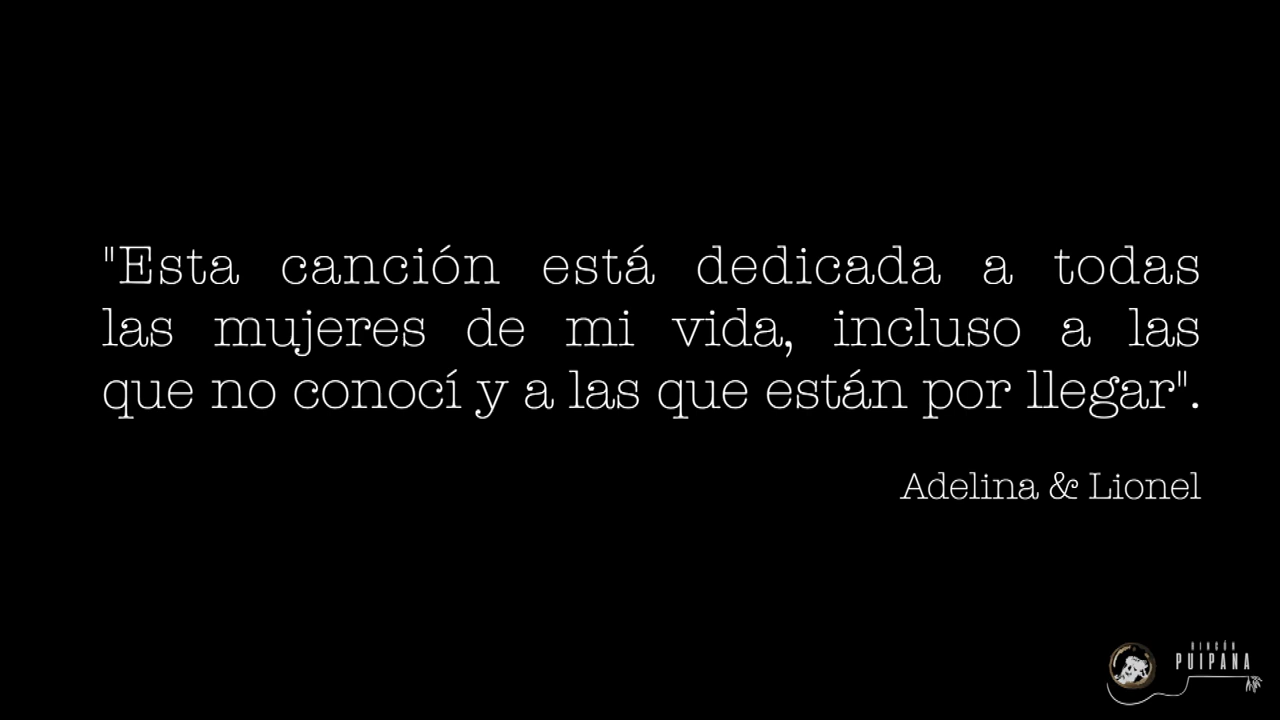 "Esta canción está dedicada a todas
las mujeres de mi vida, incluso a las
que no conocí y a las que están por llegar".
Adelina & Lionel
RINCÓN
PUIPANA